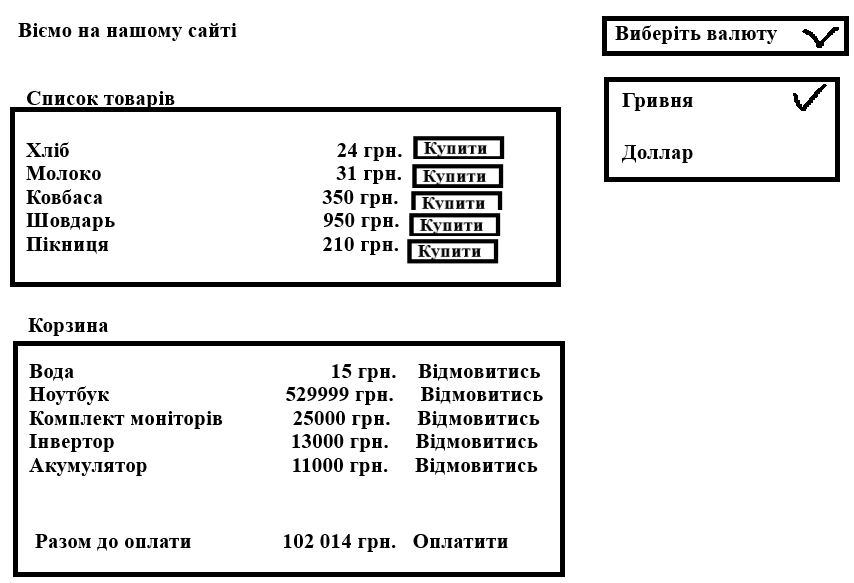 Віємо на нашому сайті
Виберіть валюту
Гривня
Доллар
Список товарів
Хліб 24 грн. Купити
Молоко 31 грн. Купити
Ковбаса 350 грн. Купити
Шовдарь 950 грн. Купити
Пікниця 210 грн. Купити
Корзина
Вода 15 грн. Відмовитись
Ноутбук 529999 грн. Відмовитись
Комплект моніторів 25000 грн. Відмовитись
Інвертор 13000 грн. Відмовитись
Акумулятор 11000 грн. Відмовитись
Разом до оплати 102 014 грн. Оплатити